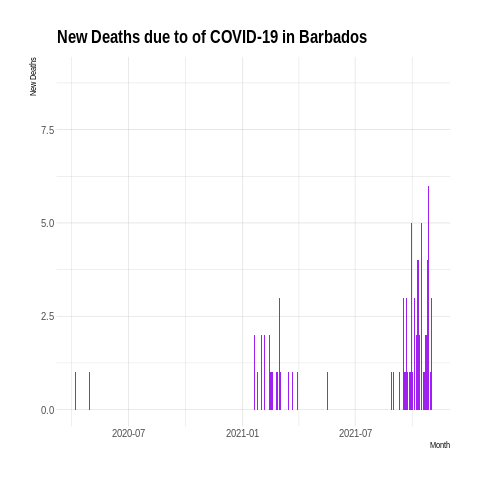 New Deaths due to of COVID-19 in Barbados
New Deaths
7.5
5.0
2.5
0.0
2020-07
2021-01
2021-07
Month